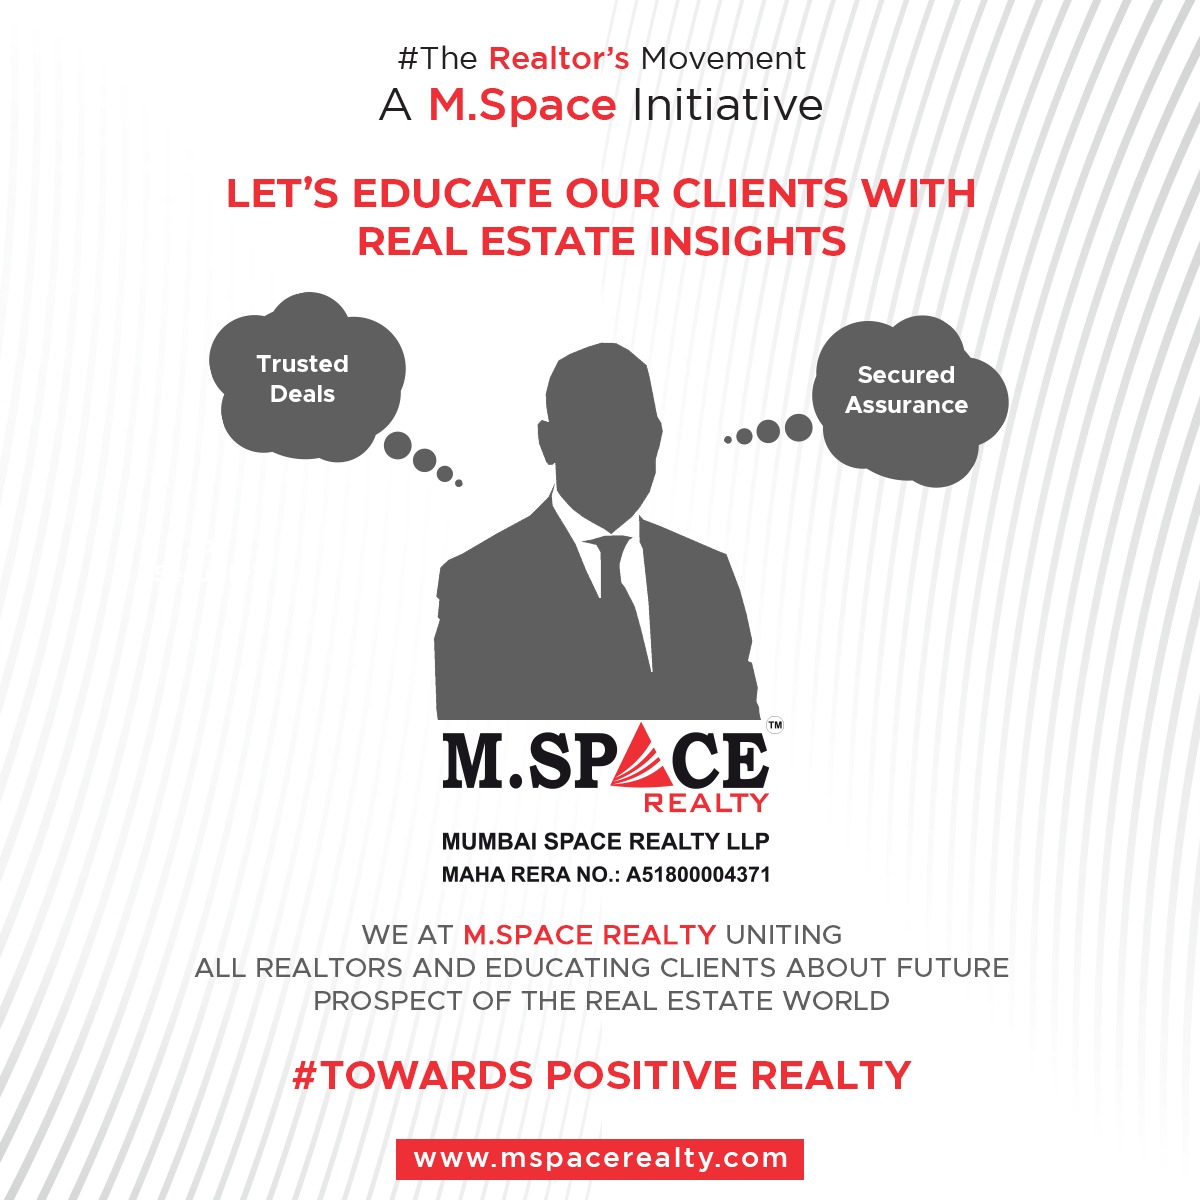 #The Realtor’s Movement
A M.Space Initiative
LET’S EDUCATE OUR CLIENTS WITH
REAL ESTATE INSIGHTS
Trusted
Deals
Secured
Assurance
M.SPACE TM
REALTY
MUMBAI SPACE REALTY LLP
MAHA RERA NO.: A51800004371
WE AT M.SPACE REALTY UNITING
ALL REALTORS AND EDUCATING CLIENTS ABOUT FUTURE
PROSPECT OF THE REAL ESTATE WORLD
#TOWARDS POSITIVE REALTY
www.mspacerealty.com